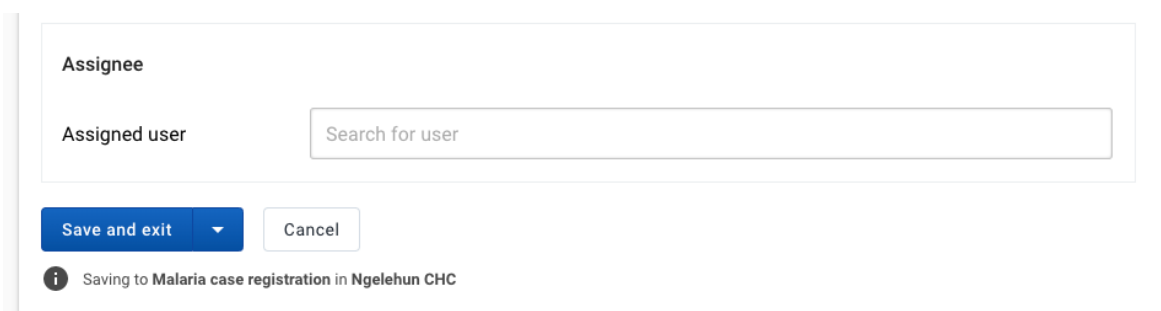 Assignee
Assigned user Search for user
Save and exit Cancel
Saving to Malaria case registration in Ngelehun CHC